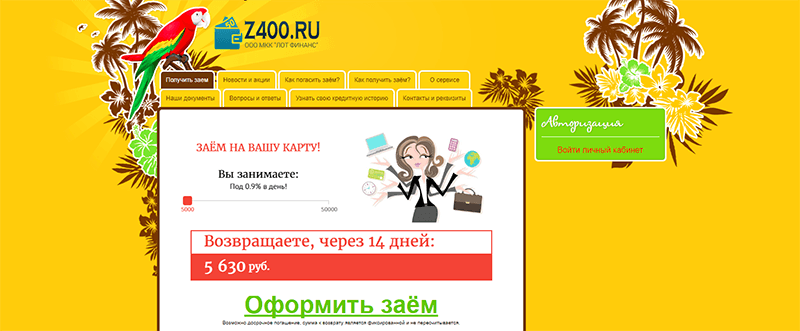 Z400.RU
ООО МКК "ЛОТ ФИНАНС"
Получить заем
Новости и акции
Как погасить заём?
Как получить заём?
О сервисе
Наши документы
Вопросы и ответы
Узнать свою кредитную историю
Контакты и реквизиты
Авторизация
Войти личный кабинет
ЗАЁМ НА ВАШУ КАРТУ!
Вы занимаете:
Под 0.9% в день!
5000
50000
Возвращаете, через 14 дней:
5 630 руб.
Оформить заём
Возможно досрочное погашение, сумма к возврату является фиксированной и не пересчитывается.